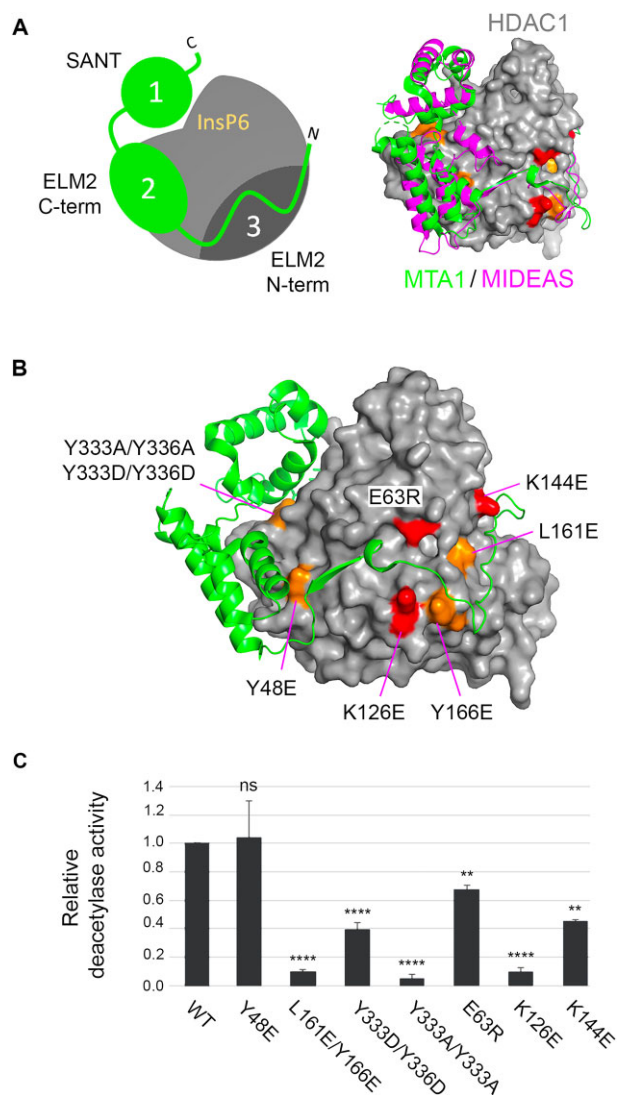 A
SANT
C
1
InsP6
N
ELM2
C-term
2
3
ELM2
N-term
HDAC1
MTA1/MIDEAS
B
Y333A/Y336A
Y333D/Y336D
E63R
K144E
L161E
Y48E
K126E
Y166E
C
Relative
deacetylase activity
1.4
1.2
1.0
0.8
0.6
0.4
0.2
0.0
ns
****
****
****
**
****
**
WT
Y48E
L161E/Y166E
Y333D/Y336D
Y333A/Y333A
E63R
K126E
K144E